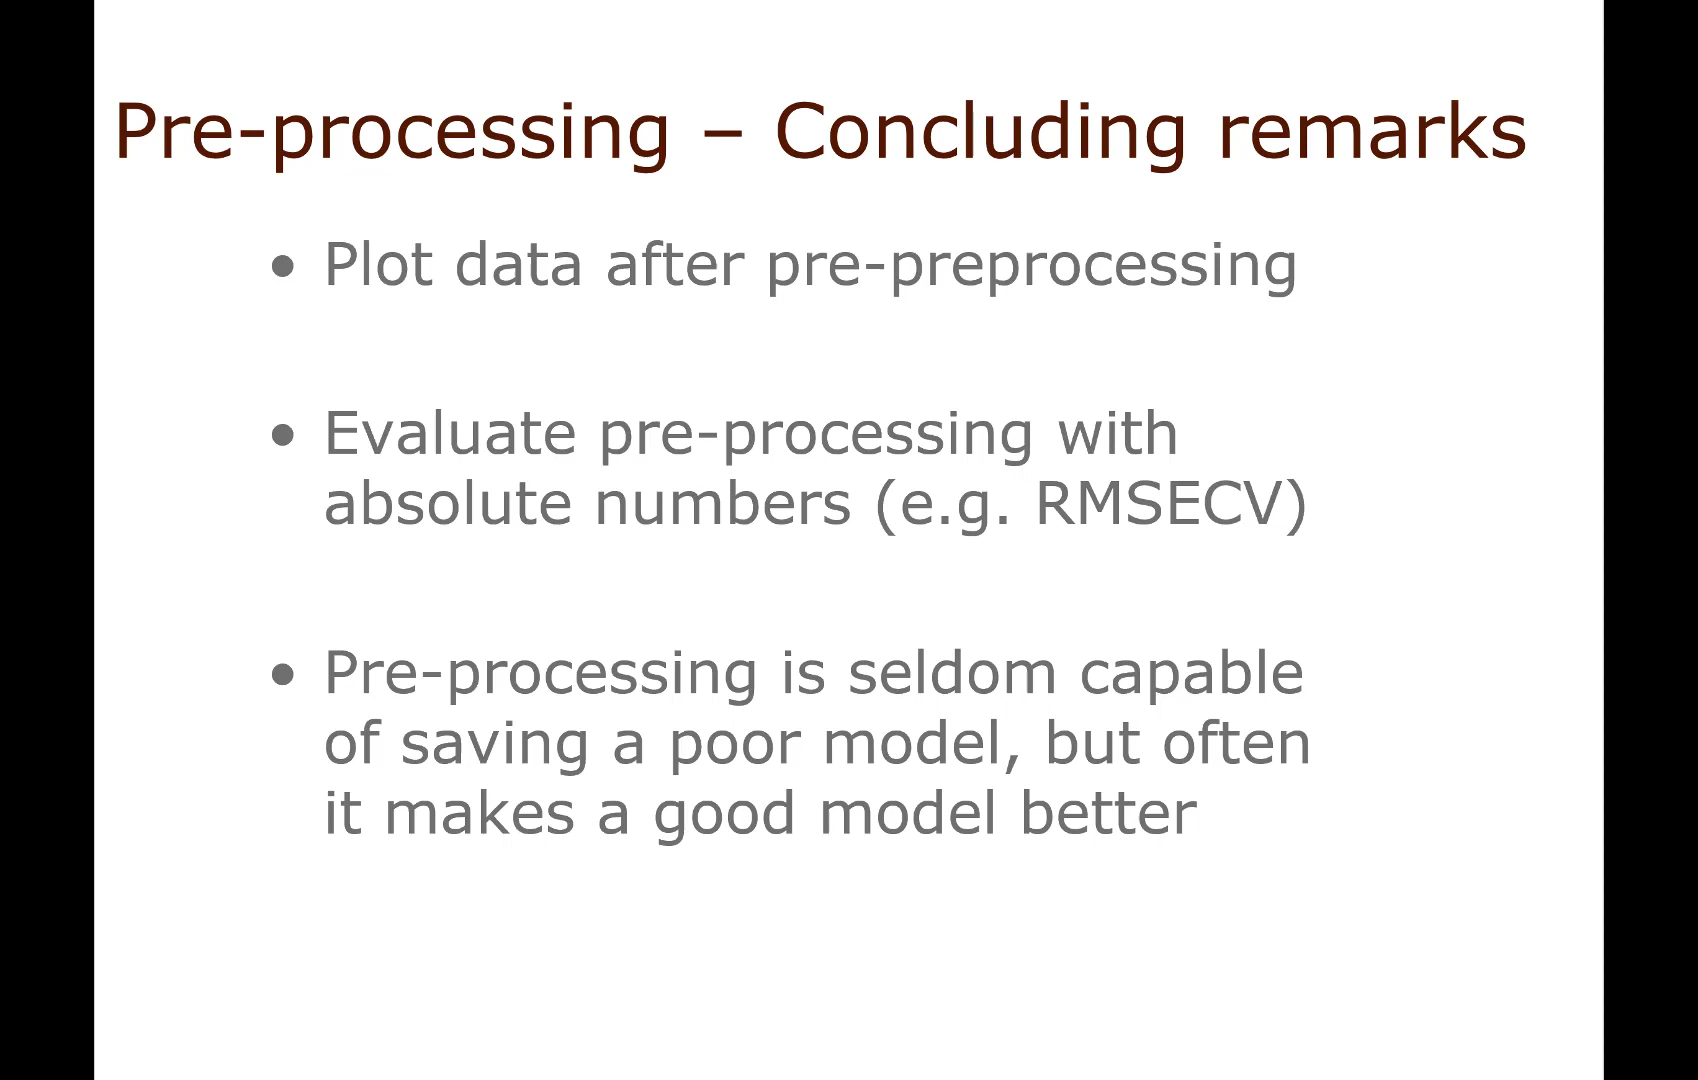 Pre-processing – Concluding remarks
• Plot data after pre-preprocessing
• Evaluate pre-processing with
absolute numbers (e.g. RMSECV)
• Pre-processing is seldom capable
of saving a poor model, but often
it makes a good model better